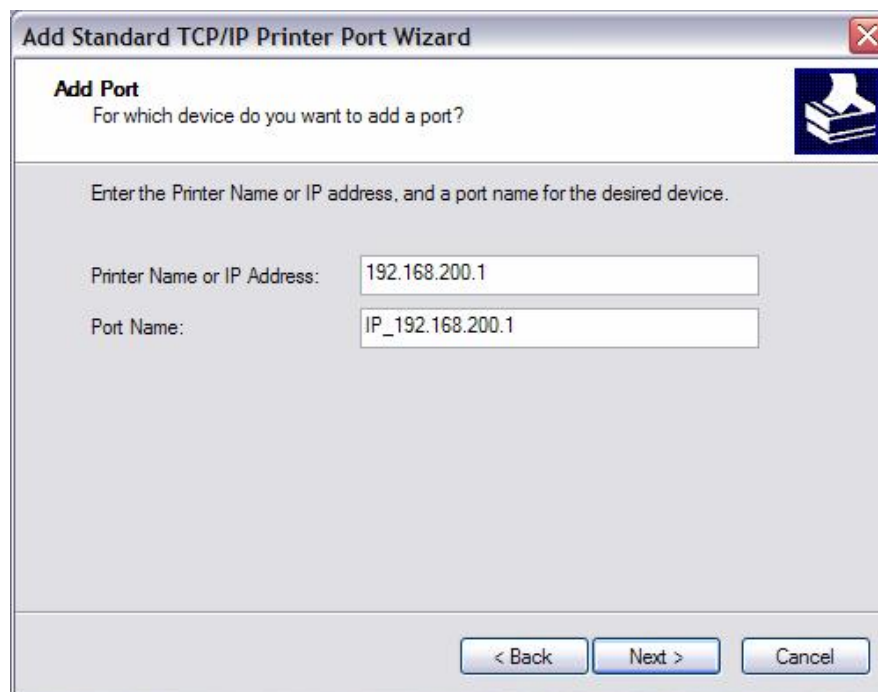 Add Standard TCP/IP Printer Port Wizard
Add Port
For which device do you want to add a port?
Enter the Printer Name or IP address, and a port name for the desired device.
Printer Name or IP Address: 192.168.200.1
Port Name: IP_192.168.200.1
< Back Next > Cancel